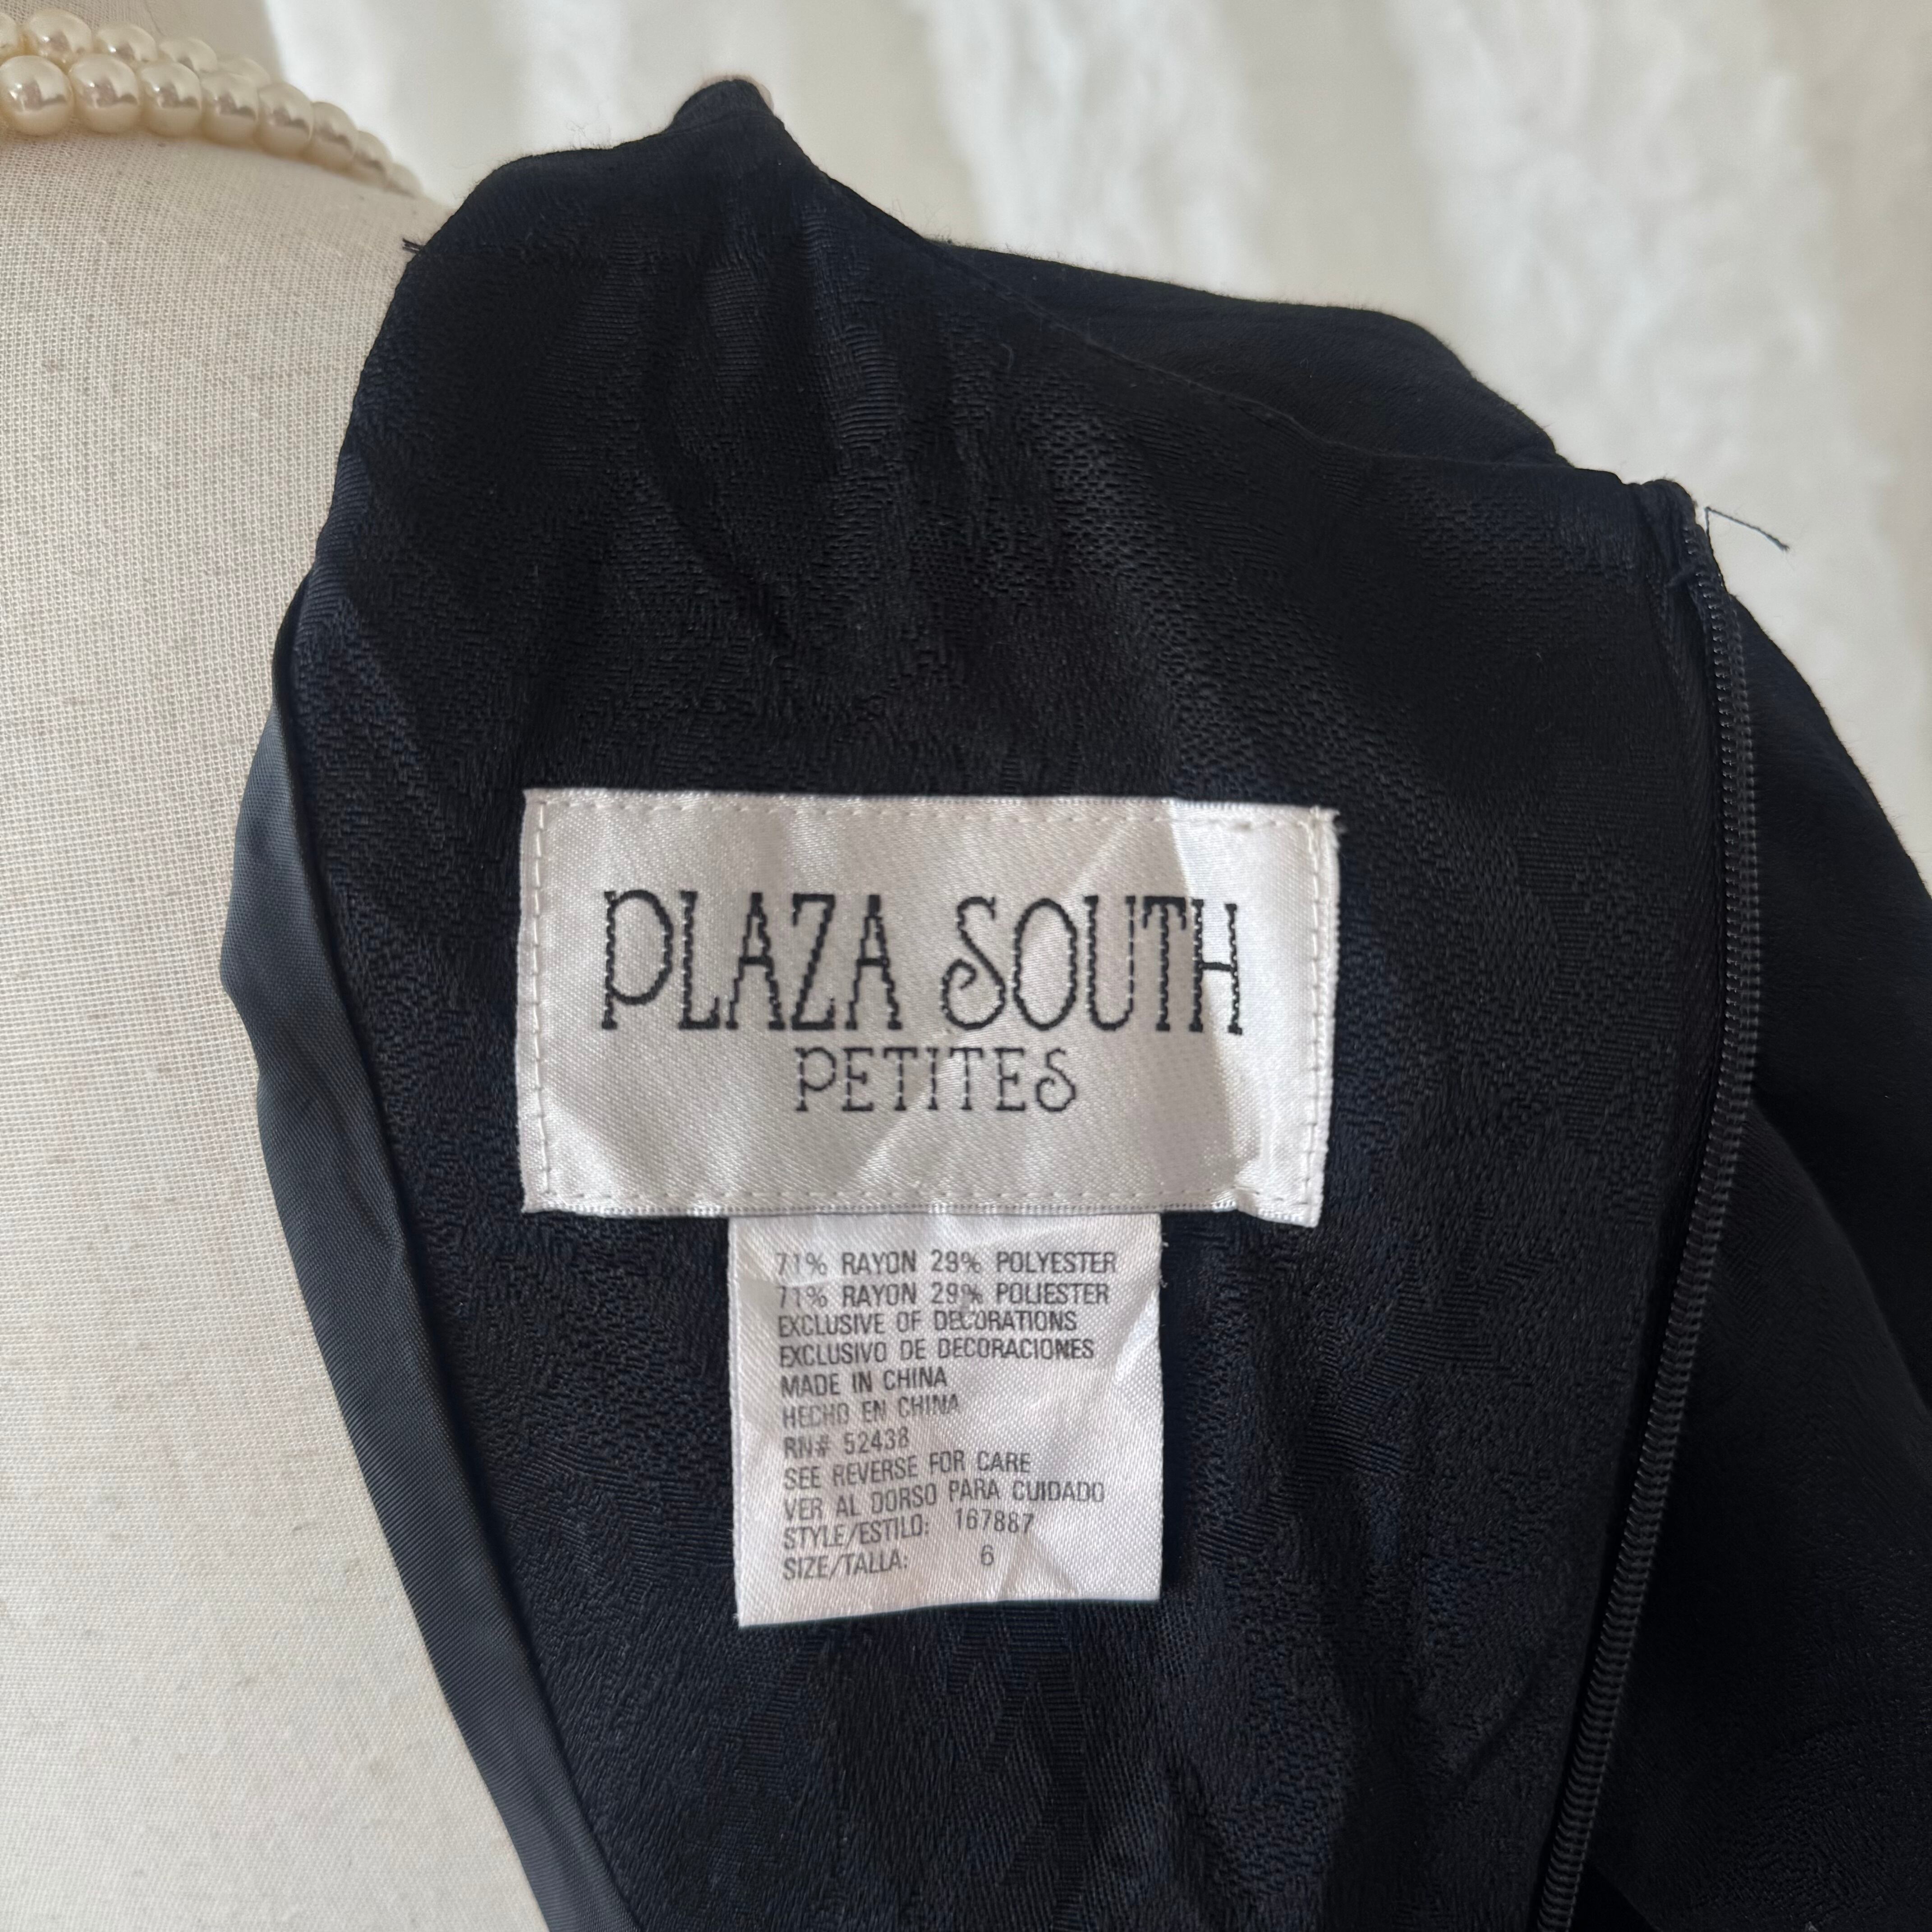 PLAZA SOUTH
PETITES
71% RAYON 29% POLYESTER
71% RAYON 29% POLIESTER
EXCLUSIVE OF DECORATIONS
EXCLUSIVO DE DECORACIONES
MADE IN CHINA
HECHO EN CHINA
RN# 52438
SEE REVERSE FOR CARE
VER AL DORSO PARA CUIDADO
STYLE/ESTILO: 167887
SIZE/TALLA: 6